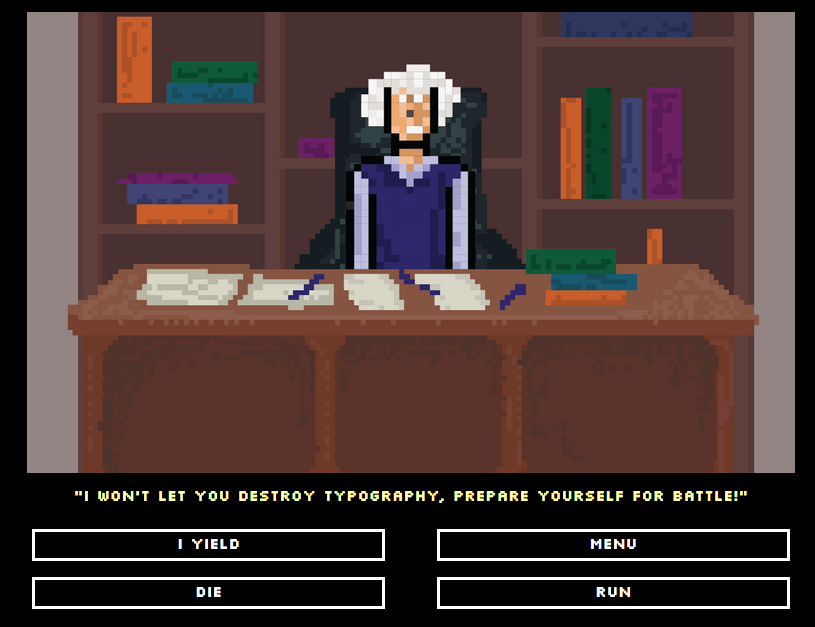 "I WON'T LET YOU DESTROY TYPOGRAPHY, PREPARE YOURSELF FOR BATTLE!"
I YIELD
MENU
DIE
RUN